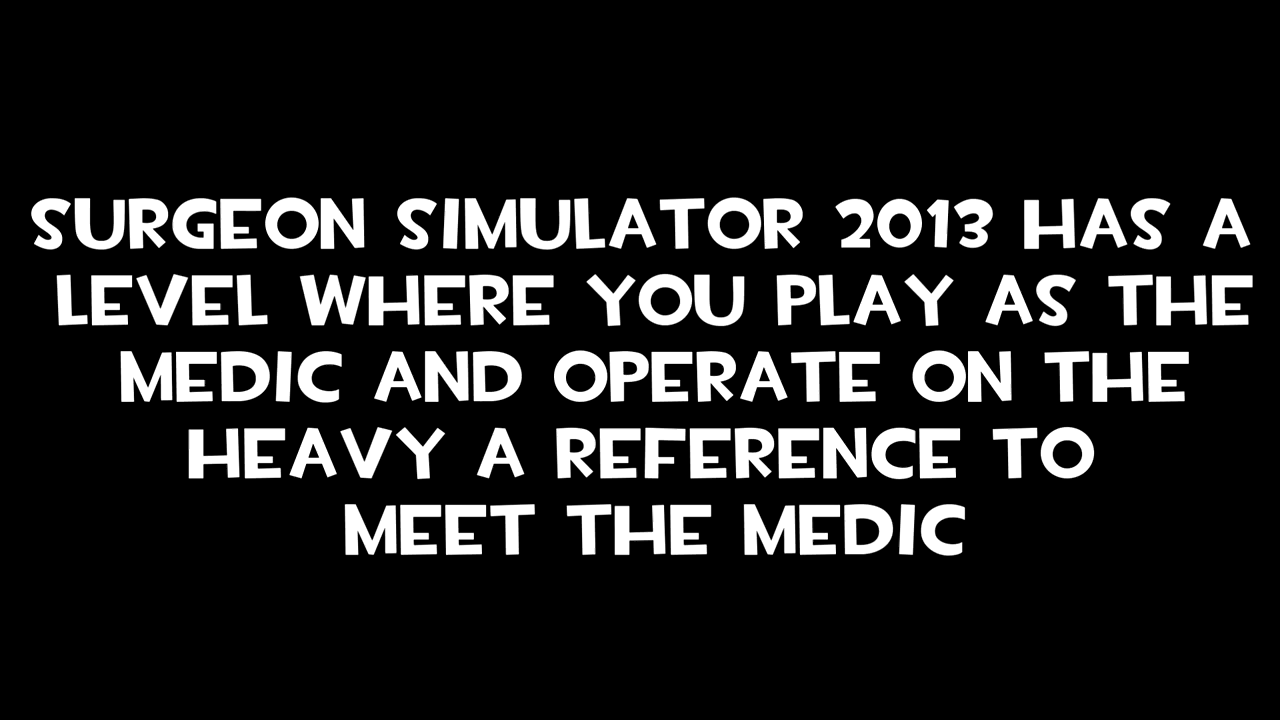 SURGEON SIMULATOR 2013 HAS A
LEVEL WHERE YOU PLAY AS THE
MEDIC AND OPERATE ON THE
HEAVY A REFERENCE TO
MEET THE MEDIC